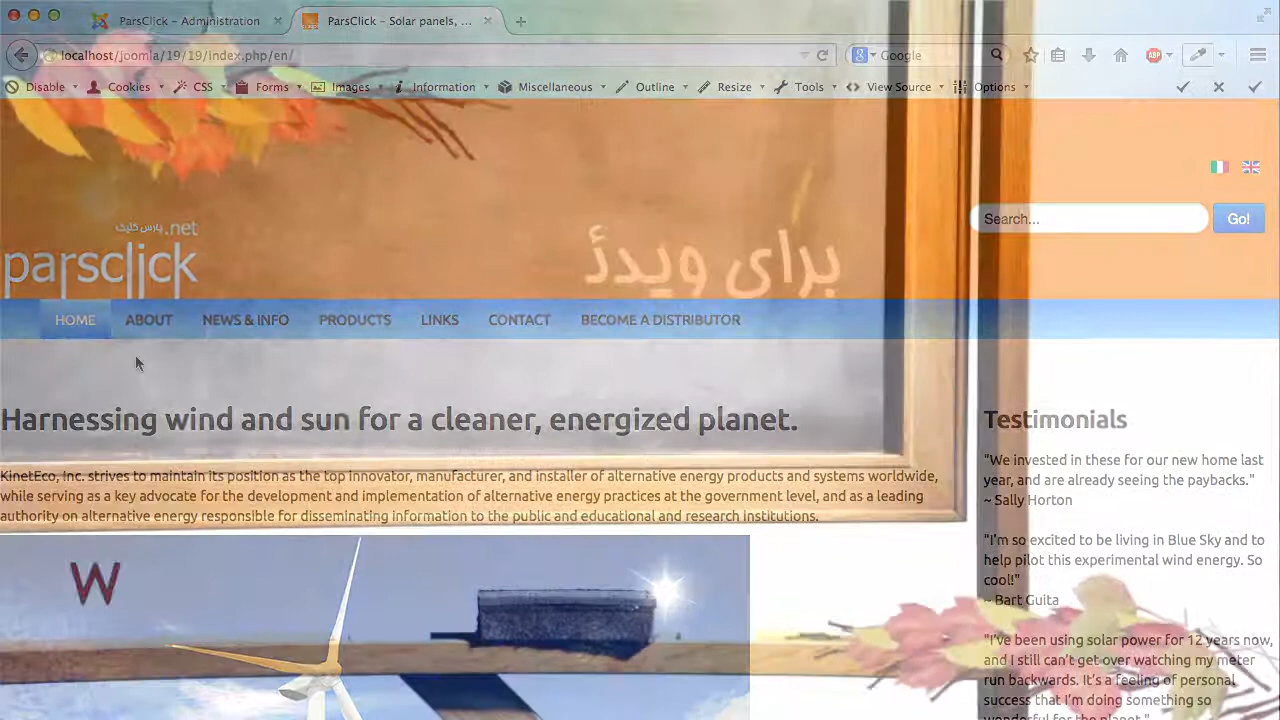 ParsClick - Administration
ParsClick - Solar panels, ...
localhost/joomla/19/19/index.php/en/
Google
ABP
Disable
Cookies
CSS
Forms
Images
Information
Miscellaneous
Outline
Resize
Tools
View Source
Options
Search...
Go!
پارس کلیک.net
parsclick
برای ویدئ
HOME
ABOUT
NEWS & INFO
PRODUCTS
LINKS
CONTACT
BECOME A DISTRIBUTOR
Harnessing wind and sun for a cleaner, energized planet.
KinetEco, Inc. strives to maintain its position as the top innovator, manufacturer, and installer of alternative energy products and systems worldwide,
while serving as a key advocate for the development and implementation of alternative energy practices at the government level, and as a leading
authority on alternative energy responsible for disseminating information to the public and educational and research institutions.
W
Testimonials
"We invested in these for our new home last
year, and are already seeing the paybacks."
~ Sally Horton
"I'm so excited to be living in Blue Sky and to
help pilot this experimental wind energy. So
cool!"
~ Bart Guita
"I've been using solar power for 12 years now,
and I still can't get over watching my meter
run backwards. It's a feeling of personal
success that I'm doing something so
wonderful for the planet."